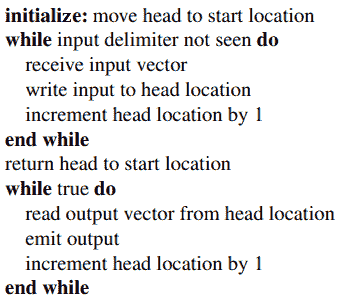 initialize: move head to start location
while input delimiter not seen do
receive input vector
write input to head location
increment head location by 1
end while
return head to start location
while true do
read output vector from head location
emit output
increment head location by 1
end while